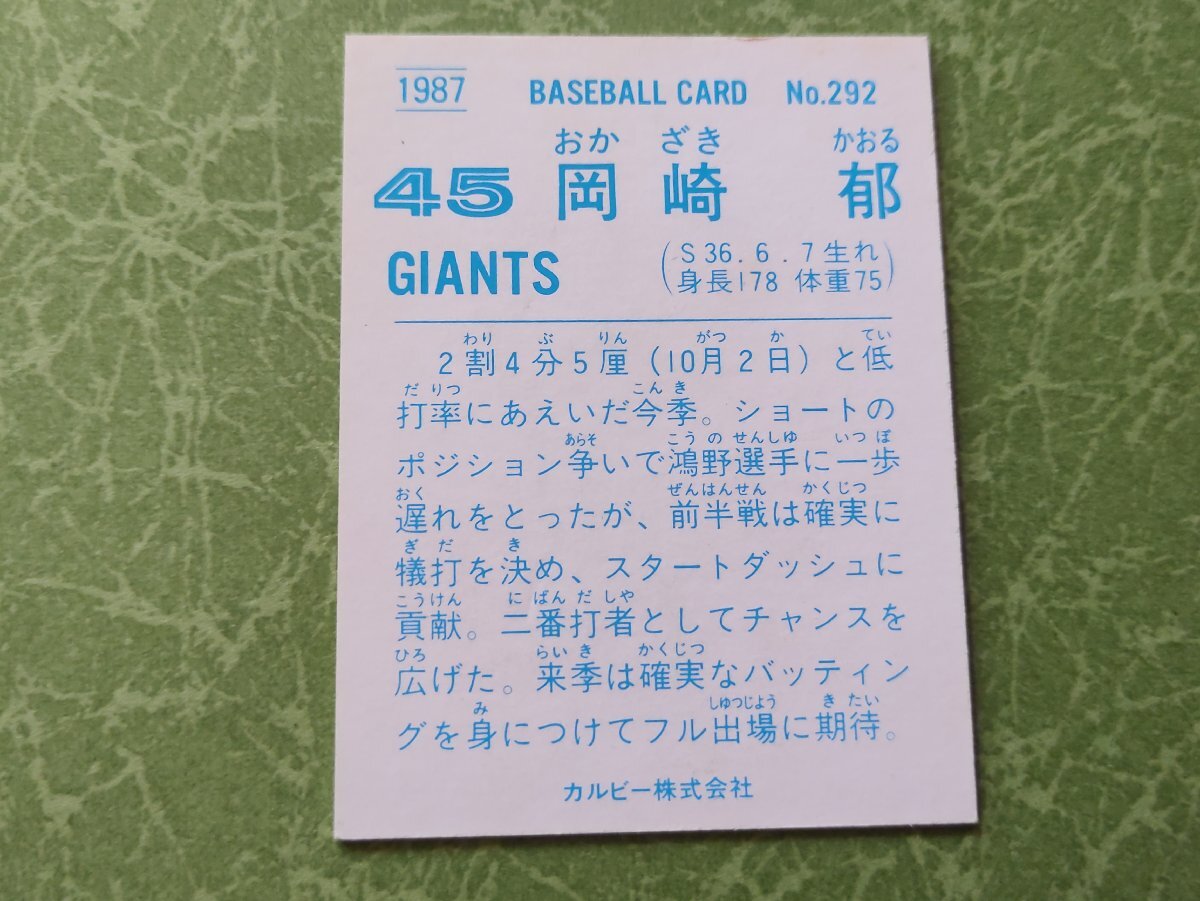 1987 BASEBALL CARD No.292
おか ざき かおる
45 岡崎 郁
GIANTS
(S36.6.7生れ
身長178 体重75)
わり ぶ りん がつ か てい
2割4分5厘(10月2日)と低
だ りつ こん き
打率にあえいだ今季。ショートの
あらそ こう の せんしゆ いつ ぽ
ポジション争いで鴻野選手に一歩
おく ぜんはんせん かくじつ
遅れをとったが、前半戦は確実に
ぎ だ き
犠打を決め、スタートダッシュに
こうけん に ばん だ しや
貢献。二番打者としてチャンスを
ひろ らい き かくじつ
広げた。来季は確実なバッティン
み しゆつじよう き たい
グを身につけてフル出場に期待。
カルビー株式会社